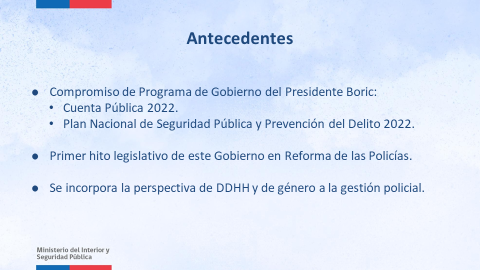 Antecedentes
● Compromiso de Programa de Gobierno del Presidente Boric:
• Cuenta Pública 2022.
• Plan Nacional de Seguridad Pública y Prevención del Delito 2022.
● Primer hito legislativo de este Gobierno en Reforma de las Policías.
● Se incorpora la perspectiva de DDHH y de género a la gestión policial.
Ministerio del Interior y
Seguridad Pública